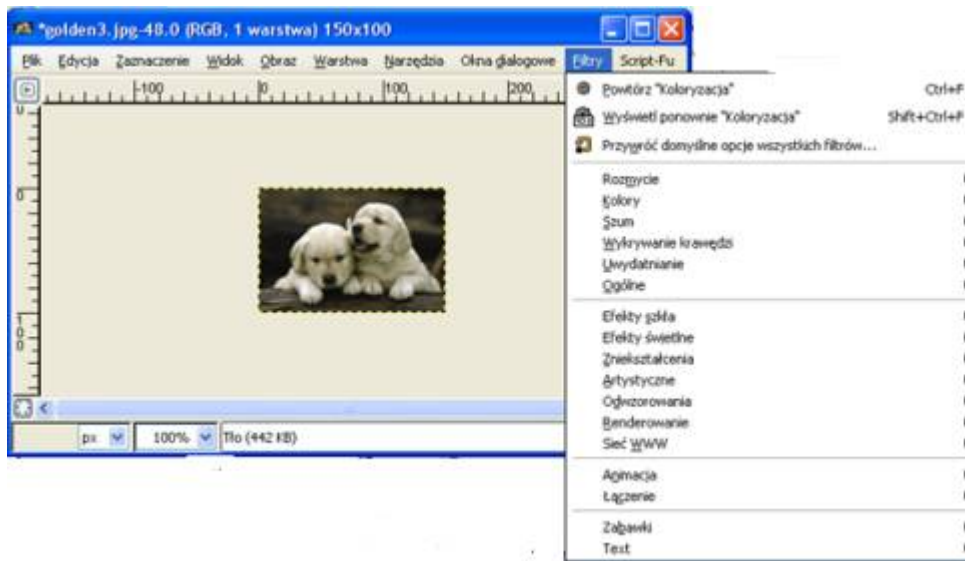 *golden3.jpg-48.0 (RGB, 1 warstwa) 150x100
Plik Edycja Zaznaczenie Widok Obraz Warstwa Narzędzia Okna dialogowe Filtry Script-Fu
-100 0 100 200
0
0
100
Powtórz "Koloryzacja" Ctrl+F
Wyświetl ponownie "Koloryzacja" Shift+Ctrl+F
Przywróć domyślne opcje wszystkich filtrów...
Rozmycie
Kolory
Szum
Wykrywanie krawędzi
Uwydatnianie
Ogólne
Efekty szkła
Efekty świetlne
Zniekształcenia
Artystyczne
Odwzorowania
Renderowanie
Sieć WWW
Animacja
Łączenie
Zabawki
Text
px 100% Tło (442 KB)